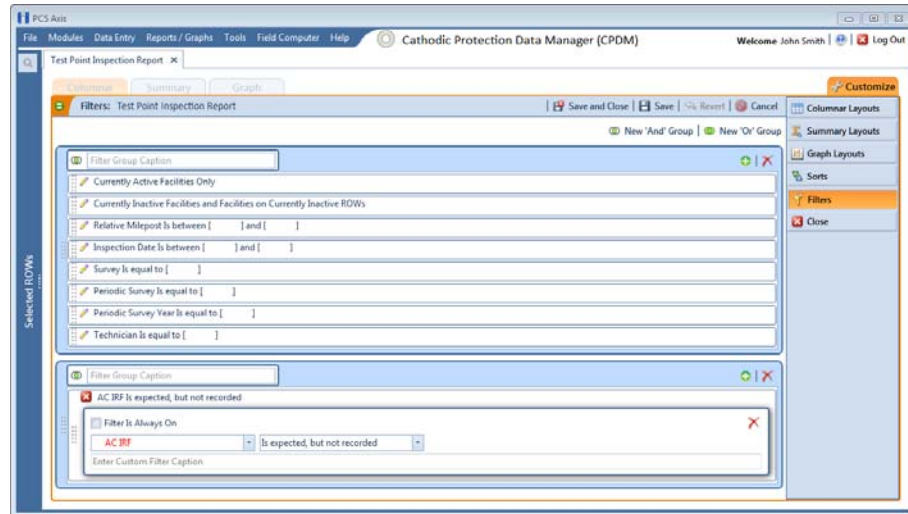 PCS Axis
File Modules Data Entry Reports / Graphs Tools Field Computer Help Cathodic Protection Data Manager (CPDM) Welcome John Smith | Log Out
Test Point Inspection Report
Columnar Summary Graph Customize
Filters: Test Point Inspection Report | Save and Close | Save | Revert | Cancel
Columnar Layouts
New 'And' Group | New 'Or' Group
Summary Layouts
Graph Layouts
Sorts
Filters
Close
Selected ROWs
Filter Group Caption
Currently Active Facilities Only
Currently Inactive Facilities and Facilities on Currently Inactive ROWs
Relative Milepost Is between [ ] and [ ]
Inspection Date Is between [ ] and [ ]
Survey Is equal to [ ]
Periodic Survey Is equal to [ ]
Periodic Survey Year Is equal to [ ]
Technician Is equal to [ ]
Filter Group Caption
AC IRF Is expected, but not recorded
Filter Is Always On
AC IRF Is expected, but not recorded
Enter Custom Filter Caption